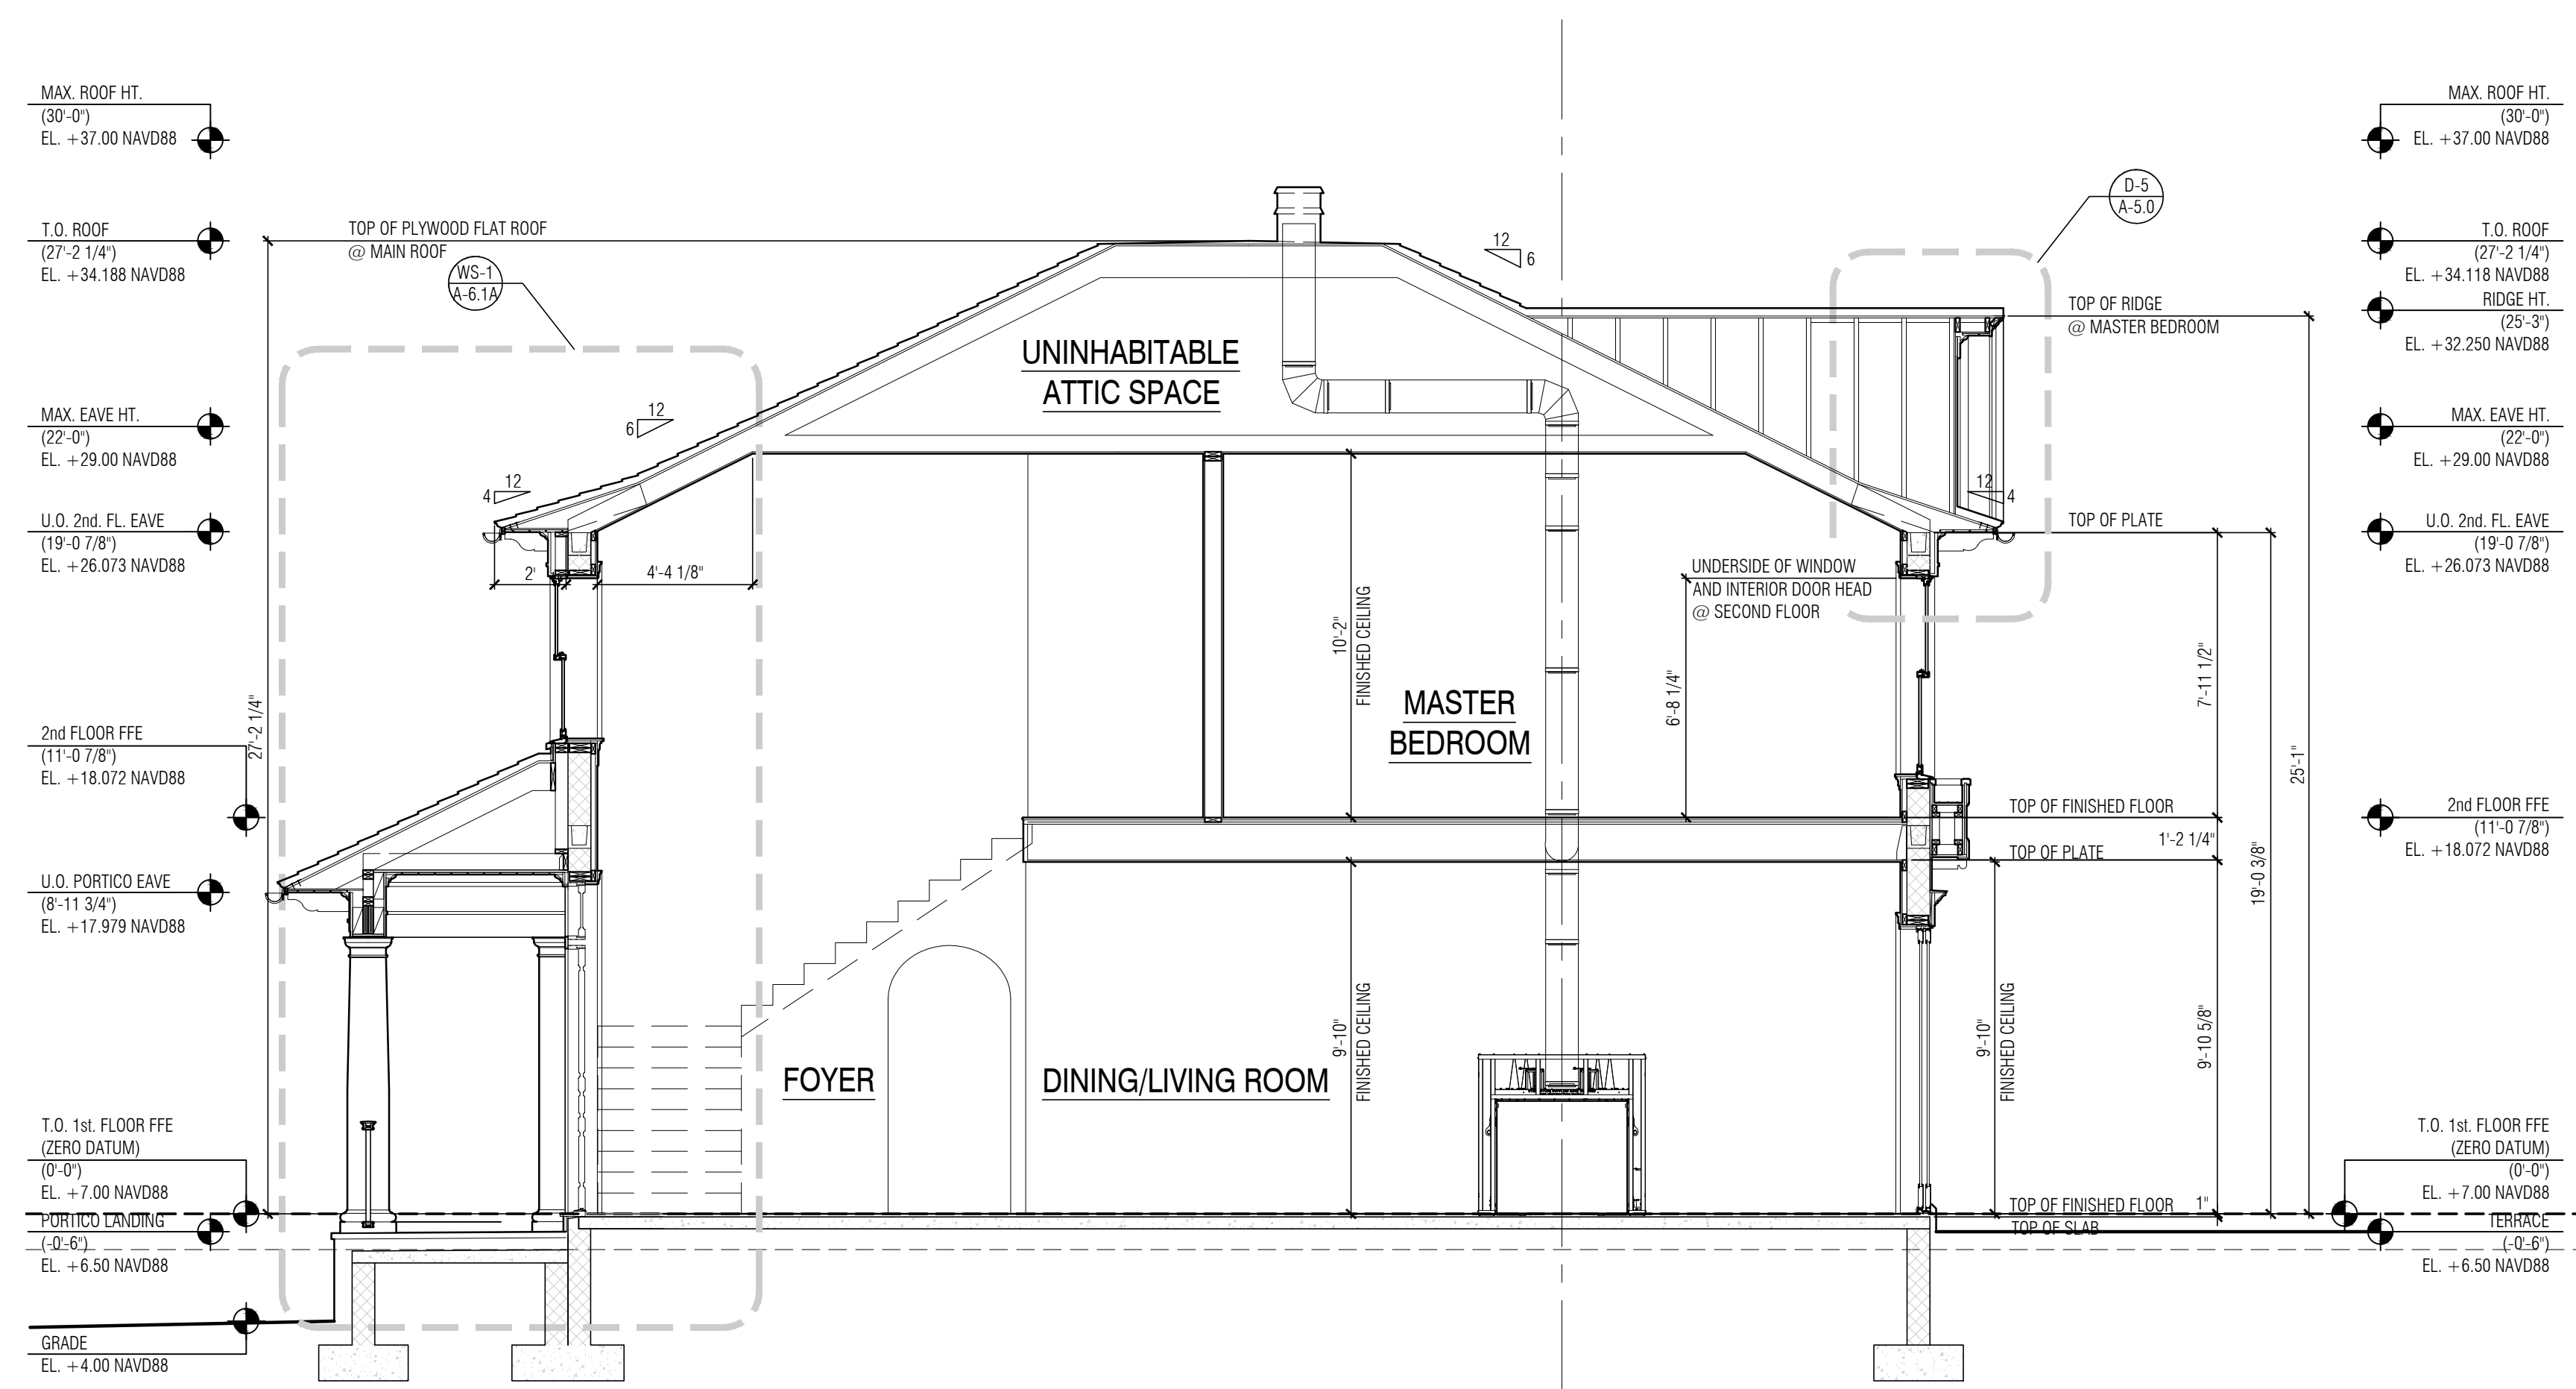 MAX. ROOF HT.
(30'-0")
EL. +37.00 NAVD88
T.O. ROOF
(27'-2 1/4")
EL. +34.188 NAVD88
MAX. EAVE HT.
(22'-0")
EL. +29.00 NAVD88
U.O. 2nd. FL. EAVE
(19'-0 7/8")
EL. +26.073 NAVD88
2nd FLOOR FFE
(11'-0 7/8")
EL. +18.072 NAVD88
U.O. PORTICO EAVE
(8'-11 3/4")
EL. +17.979 NAVD88
T.O. 1st. FLOOR FFE
(ZERO DATUM)
(0'-0")
EL. +7.00 NAVD88
PORTICO LANDING
(-0'-6")
EL. +6.50 NAVD88
GRADE
EL. +4.00 NAVD88
27'-2 1/4"
TOP OF PLYWOOD FLAT ROOF
@ MAIN ROOF
WS-1
A-6.1A
12
6
12
4
2'
4'-4 1/8"
UNINHABITABLE
ATTIC SPACE
12
6
10'-2"
FINISHED CEILING
MASTER
BEDROOM
UNDERSIDE OF WINDOW
AND INTERIOR DOOR HEAD
@ SECOND FLOOR
6'-8 1/4"
FOYER
DINING/LIVING ROOM
9'-10"
FINISHED CEILING
D-5
A-5.0
12
4
TOP OF RIDGE
@ MASTER BEDROOM
TOP OF PLATE
7'-11 1/2"
TOP OF FINISHED FLOOR
1'-2 1/4"
TOP OF PLATE
9'-10"
FINISHED CEILING
9'-10 5/8"
19'-0 3/8"
25'-1"
TOP OF FINISHED FLOOR
1"
TOP OF SLAB
MAX. ROOF HT.
(30'-0")
EL. +37.00 NAVD88
T.O. ROOF
(27'-2 1/4")
EL. +34.118 NAVD88
RIDGE HT.
(25'-3")
EL. +32.250 NAVD88
MAX. EAVE HT.
(22'-0")
EL. +29.00 NAVD88
U.O. 2nd. FL. EAVE
(19'-0 7/8")
EL. +26.073 NAVD88
2nd FLOOR FFE
(11'-0 7/8")
EL. +18.072 NAVD88
T.O. 1st. FLOOR FFE
(ZERO DATUM)
(0'-0")
EL. +7.00 NAVD88
TERRACE
(-0'-6")
EL. +6.50 NAVD88